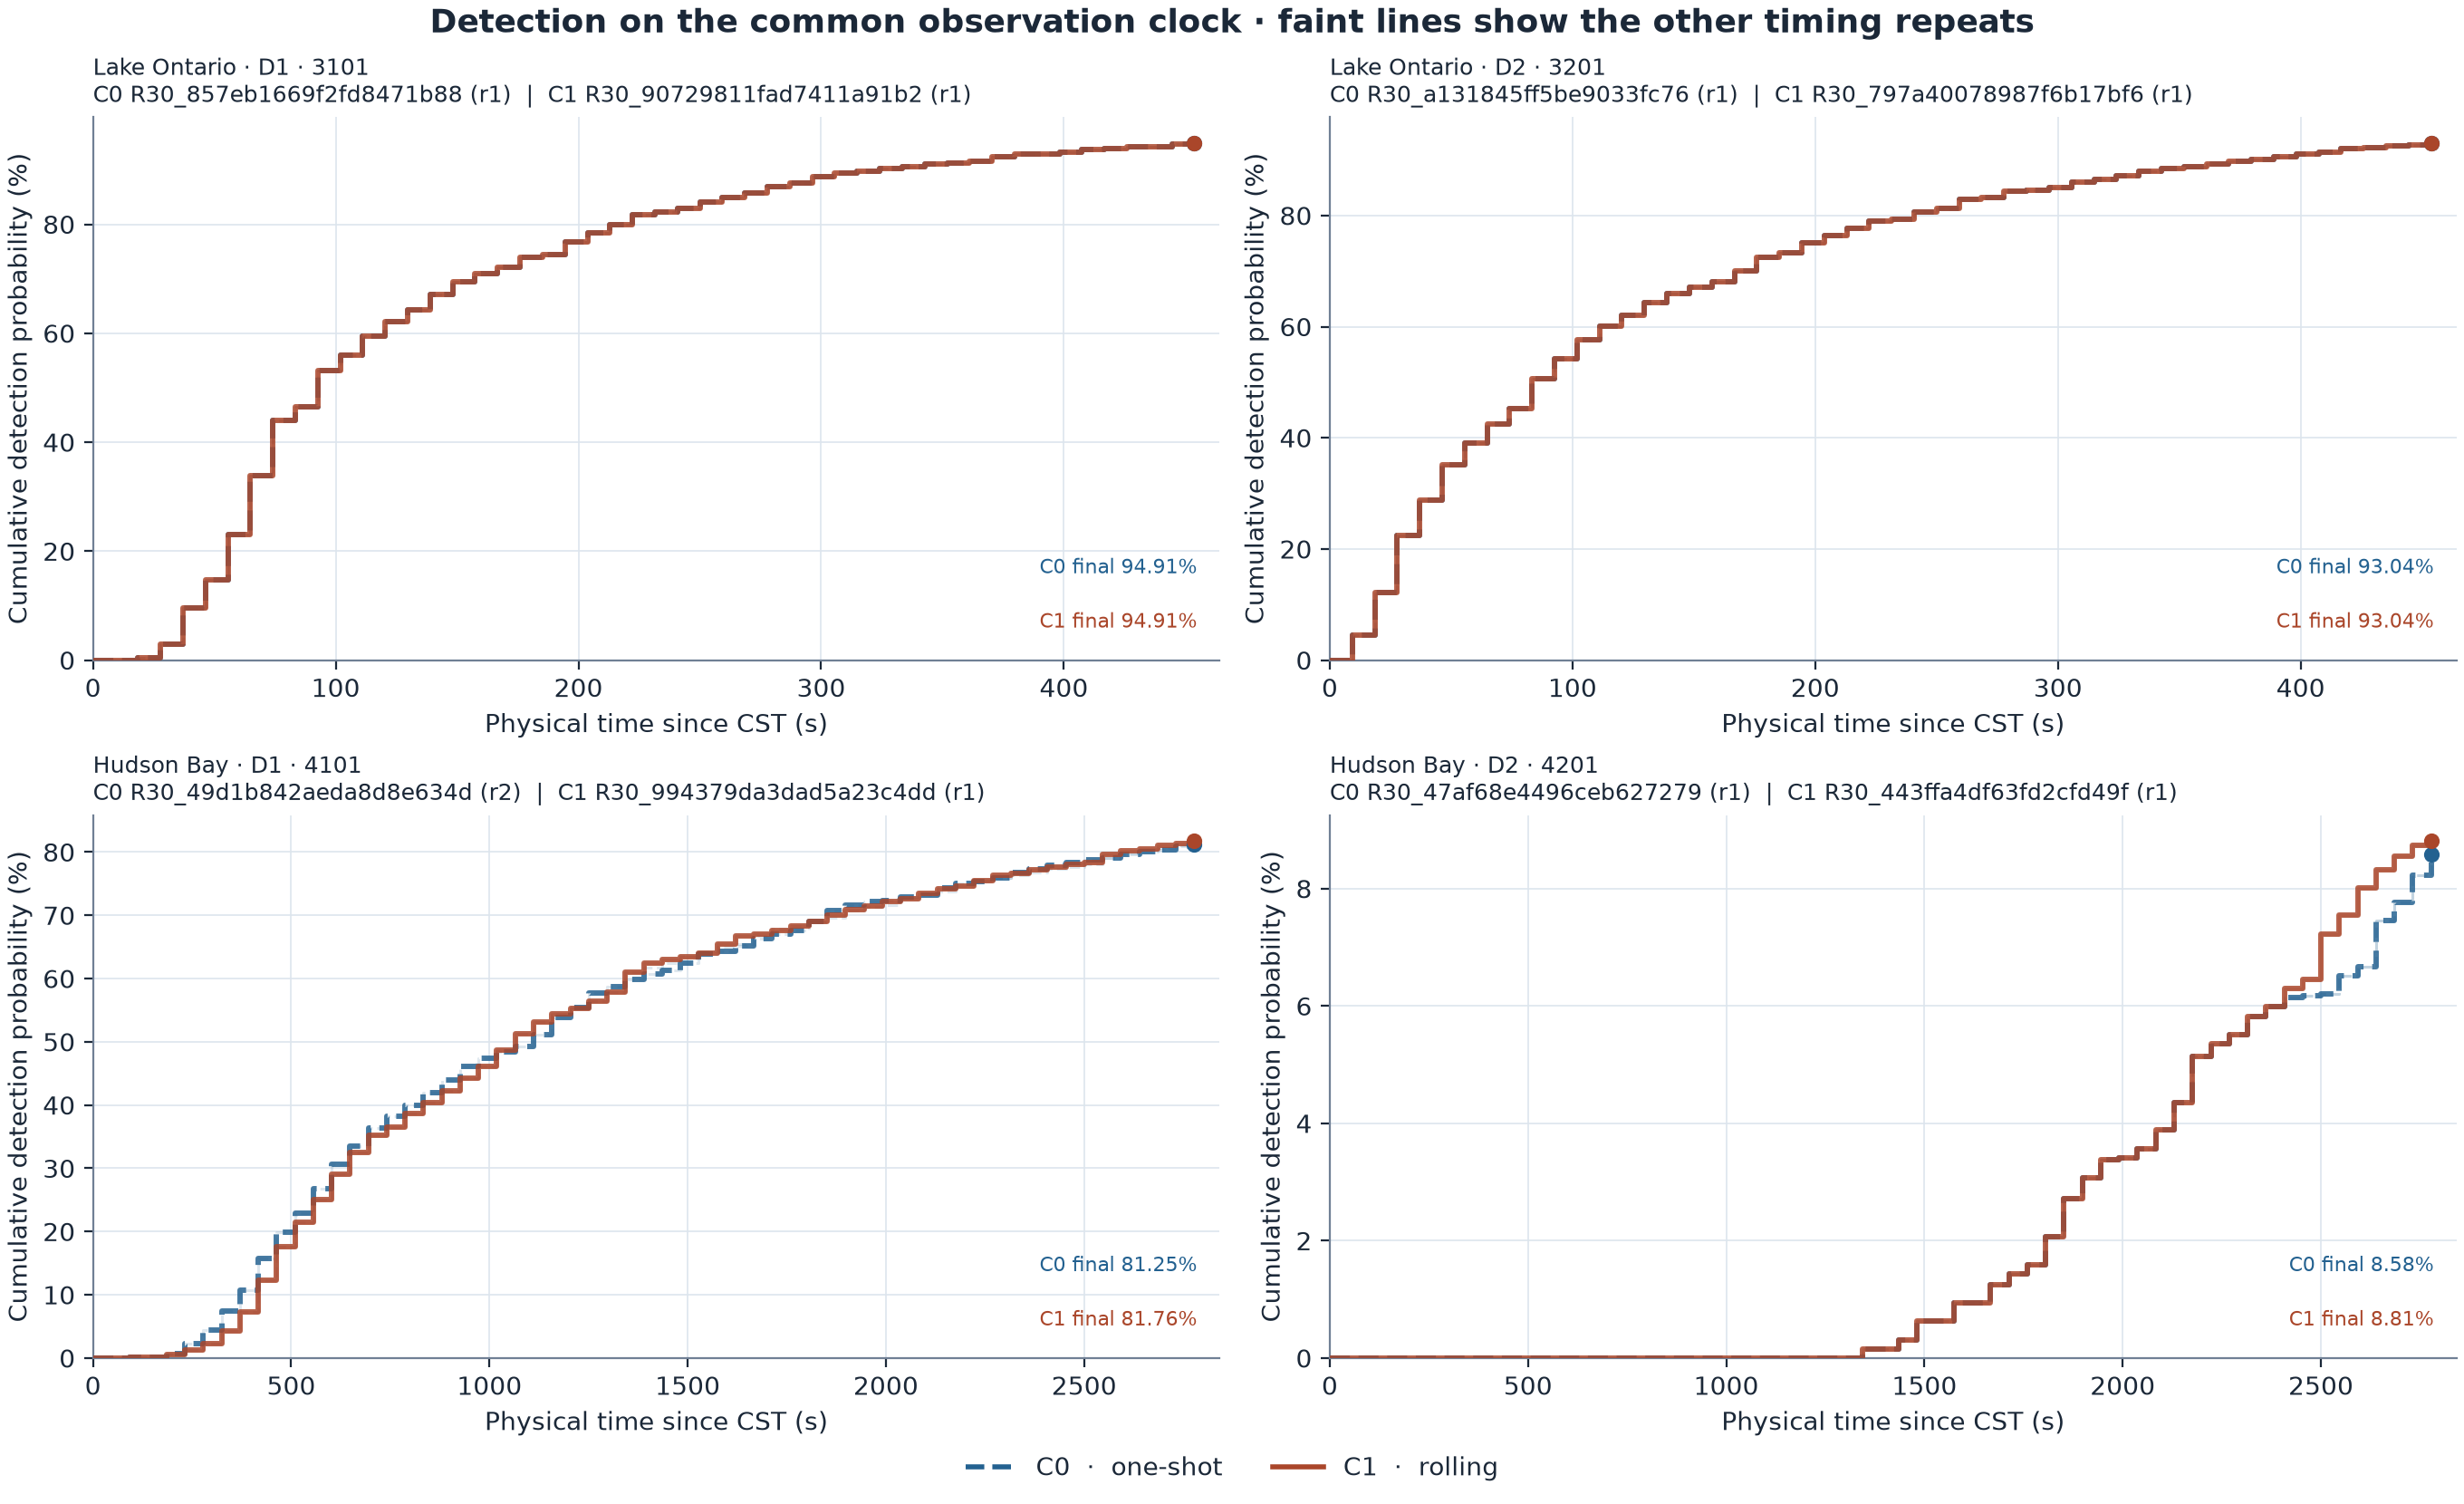 Detection on the common observation clock · faint lines show the other timing repeats
Lake Ontario · D1 · 3101
C0 R30_857eb1669f2fd8471b88 (r1) | C1 R30_90729811fad7411a91b2 (r1)
Cumulative detection probability (%)
80
60
40
20
0
C0 final 94.91%
C1 final 94.91%
0 100 200 300 400
Physical time since CST (s)
Lake Ontario · D2 · 3201
C0 R30_a131845ff5be9033fc76 (r1) | C1 R30_797a40078987f6b17bf6 (r1)
Cumulative detection probability (%)
80
60
40
20
0
C0 final 93.04%
C1 final 93.04%
0 100 200 300 400
Physical time since CST (s)
Hudson Bay · D1 · 4101
C0 R30_49d1b842aeda8d8e634d (r2) | C1 R30_994379da3dad5a23c4dd (r1)
Cumulative detection probability (%)
80
70
60
50
40
30
20
10
0
C0 final 81.25%
C1 final 81.76%
0 500 1000 1500 2000 2500
Physical time since CST (s)
Hudson Bay · D2 · 4201
C0 R30_47af68e4496ceb627279 (r1) | C1 R30_443ffa4df63fd2cfd49f (r1)
Cumulative detection probability (%)
8
6
4
2
0
C0 final 8.58%
C1 final 8.81%
0 500 1000 1500 2000 2500
Physical time since CST (s)
C0 · one-shot
C1 · rolling